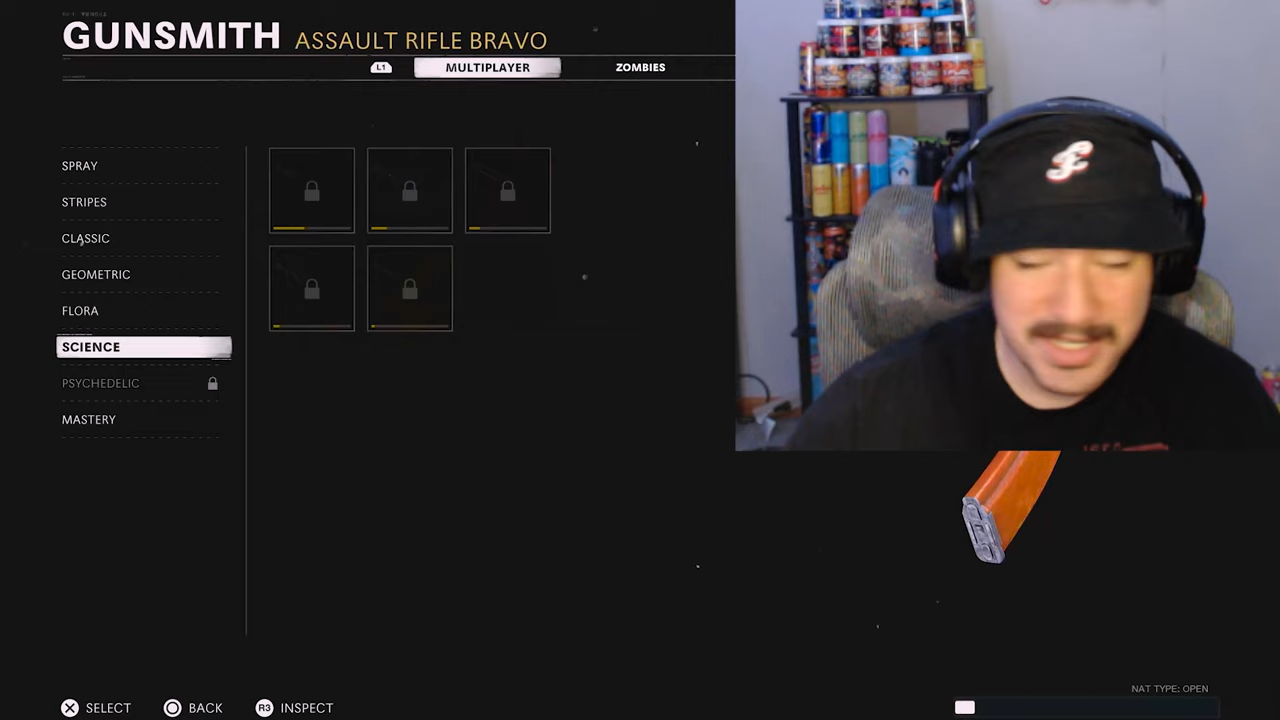 GUNSMITH ASSAULT RIFLE BRAVO
L1 MULTIPLAYER ZOMBIES
SPRAY
STRIPES
CLASSIC
GEOMETRIC
FLORA
SCIENCE
PSYCHEDELIC
MASTERY
NAT TYPE: OPEN
SELECT BACK R3 INSPECT